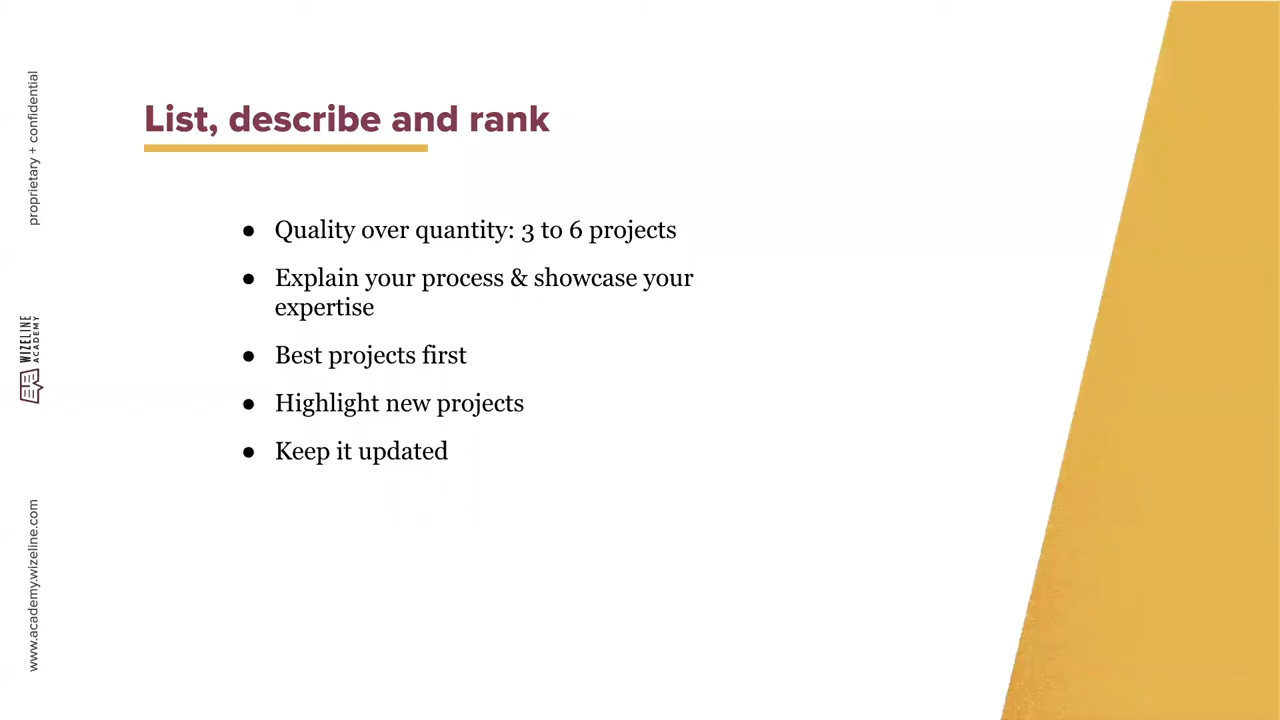 List, describe and rank
● Quality over quantity: 3 to 6 projects
● Explain your process & showcase your
expertise
● Best projects first
● Highlight new projects
● Keep it updated
proprietary + confidential
WIZELINE
ACADEMY
www.academy.wizeline.com